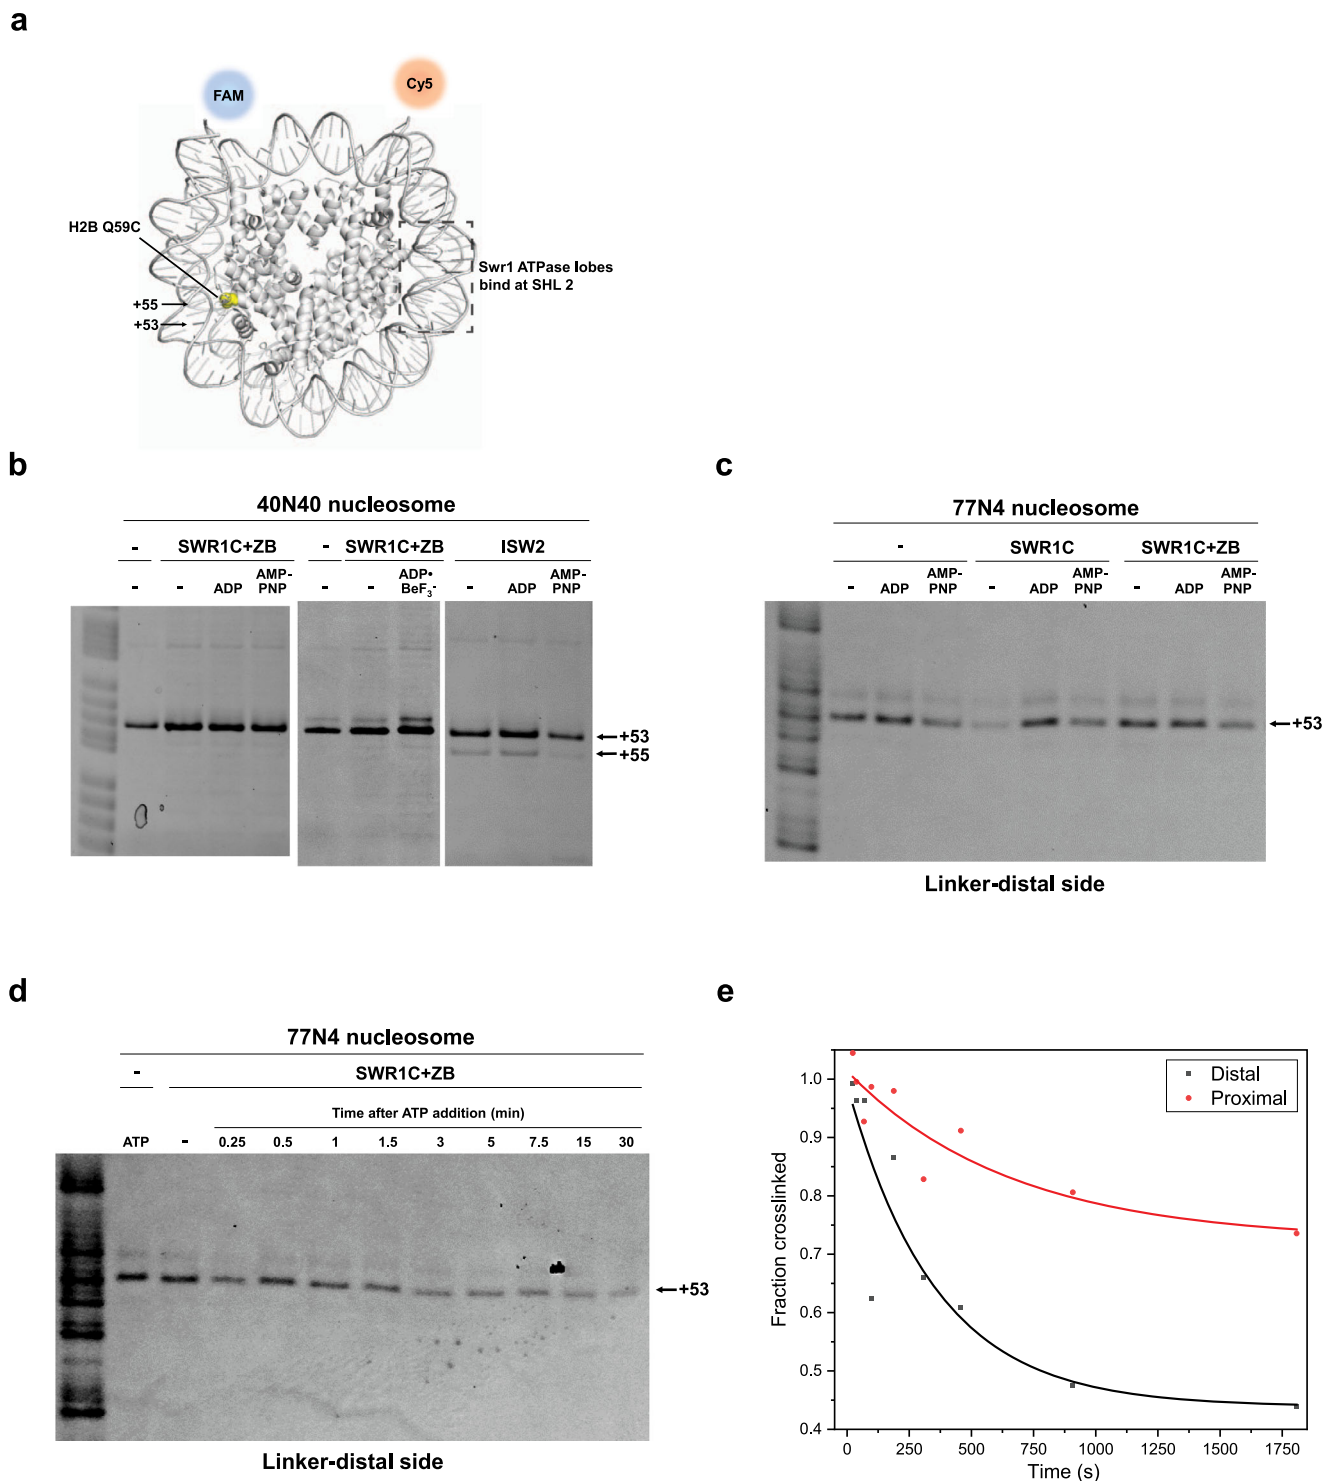 a
FAM
Cy5
H2B Q59C
+55
+53
Swr1 ATPase lobes
bind at SHL 2
b
40N40 nucleosome
- SWR1C+ZB - SWR1C+ZB ISW2
- - ADP AMP-PNP - - ADP•BeF₃⁻ - ADP AMP-PNP
+53
+55
c
77N4 nucleosome
- SWR1C SWR1C+ZB
- ADP AMP-PNP - ADP AMP-PNP - ADP AMP-PNP
+53
Linker-distal side
d
77N4 nucleosome
- SWR1C+ZB
Time after ATP addition (min)
ATP - 0.25 0.5 1 1.5 3 5 7.5 15 30
+53
Linker-distal side
e
Distal
Proximal
Fraction crosslinked
1.0
0.9
0.8
0.7
0.6
0.5
0.4
0 250 500 750 1000 1250 1500 1750
Time (s)